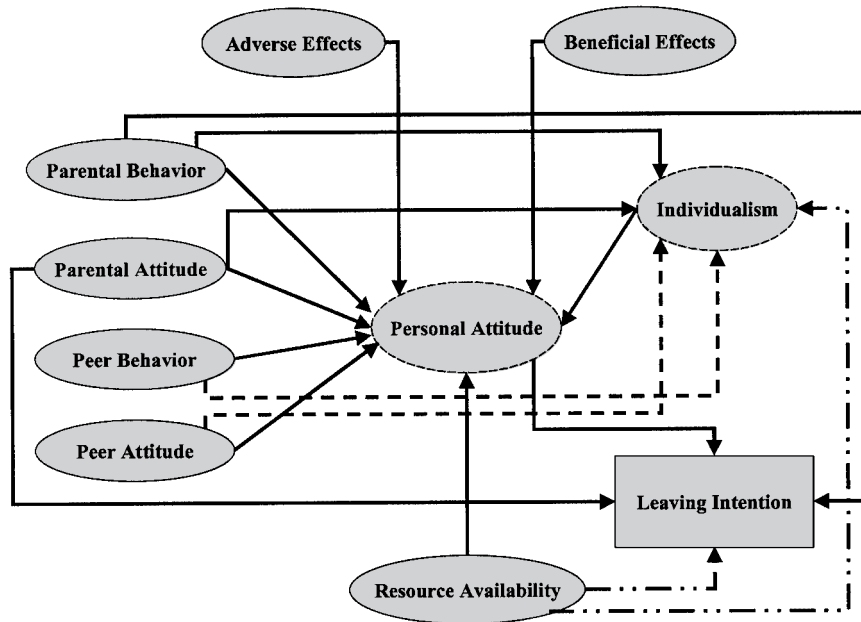 Adverse Effects
Beneficial Effects
Parental Behavior
Individualism
Parental Attitude
Personal Attitude
Peer Behavior
Peer Attitude
Leaving Intention
Resource Availability